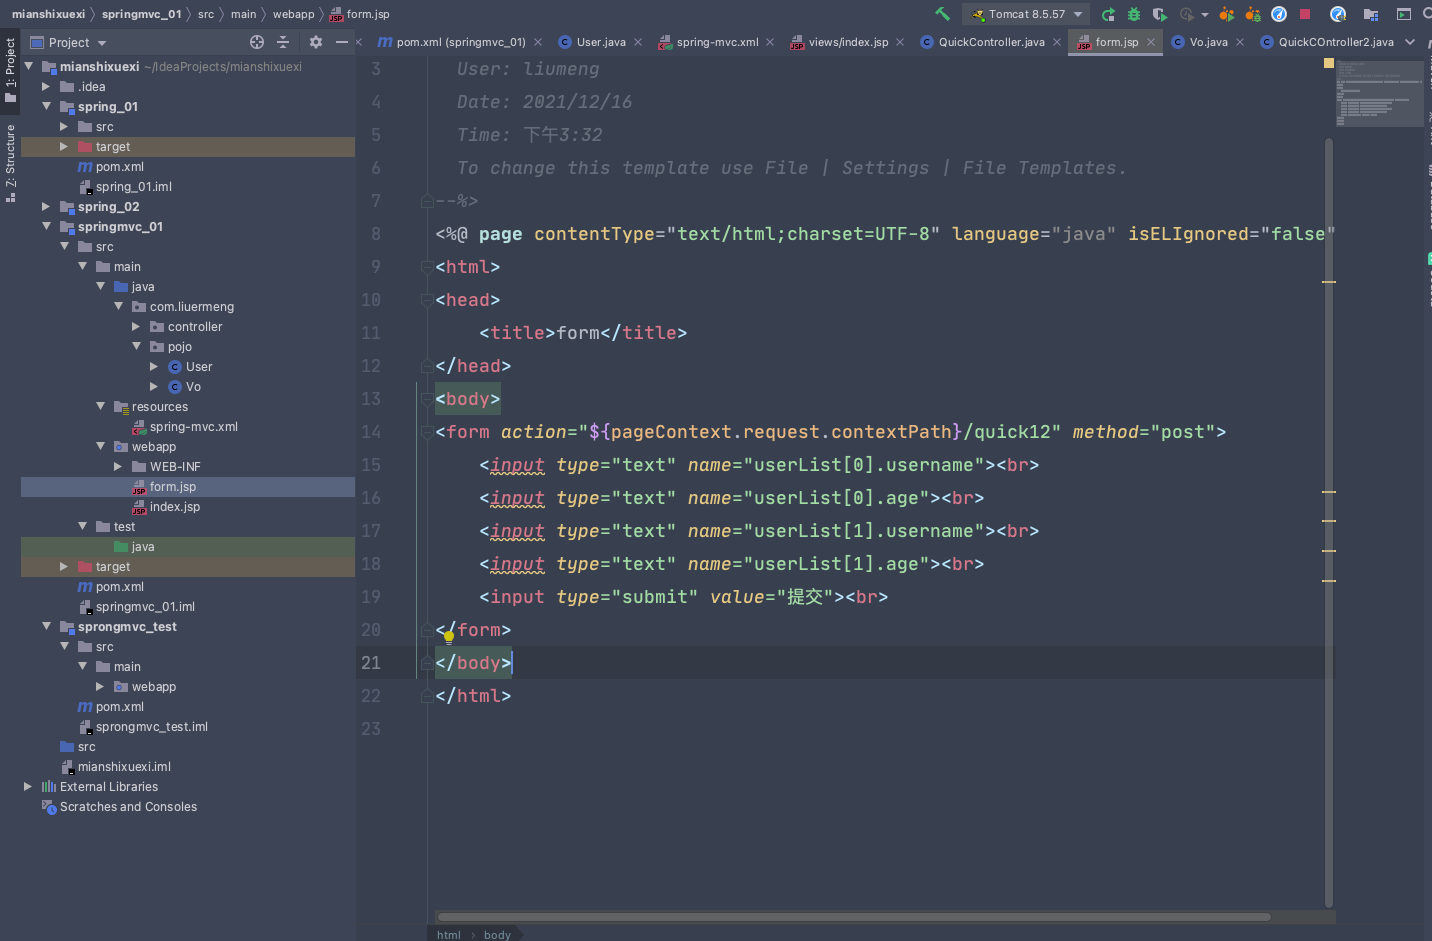 mianshixuexi springmvc_01 src main webapp form.jsp
Tomcat 8.5.57
Project
pom.xml (springmvc_01) User.java spring-mvc.xml views/index.jsp QuickController.java form.jsp Vo.java QuickCOntroller2.java
1: Project
Z: Structure
mianshixuexi ~/IdeaProjects/mianshixuexi
.idea
spring_01
src
target
pom.xml
spring_01.iml
spring_02
springmvc_01
src
main
java
com.liuermeng
controller
pojo
User
Vo
resources
spring-mvc.xml
webapp
WEB-INF
form.jsp
index.jsp
test
java
target
pom.xml
springmvc_01.iml
sprongmvc_test
src
main
webapp
pom.xml
sprongmvc_test.iml
src
mianshixuexi.iml
External Libraries
Scratches and Consoles
3 User: liumeng
4 Date: 2021/12/16
5 Time: 下午3:32
6 To change this template use File | Settings | File Templates.
7 --%>
8 <%@ page contentType="text/html;charset=UTF-8" language="java" isELIgnored="false"
9 <html>
10 <head>
11 <title>form</title>
12 </head>
13 <body>
14 <form action="${pageContext.request.contextPath}/quick12" method="post">
15 <input type="text" name="userList[0].username"><br>
16 <input type="text" name="userList[0].age"><br>
17 <input type="text" name="userList[1].username"><br>
18 <input type="text" name="userList[1].age"><br>
19 <input type="submit" value="提交"><br>
20 </form>
21 </body>
22 </html>
23
html body